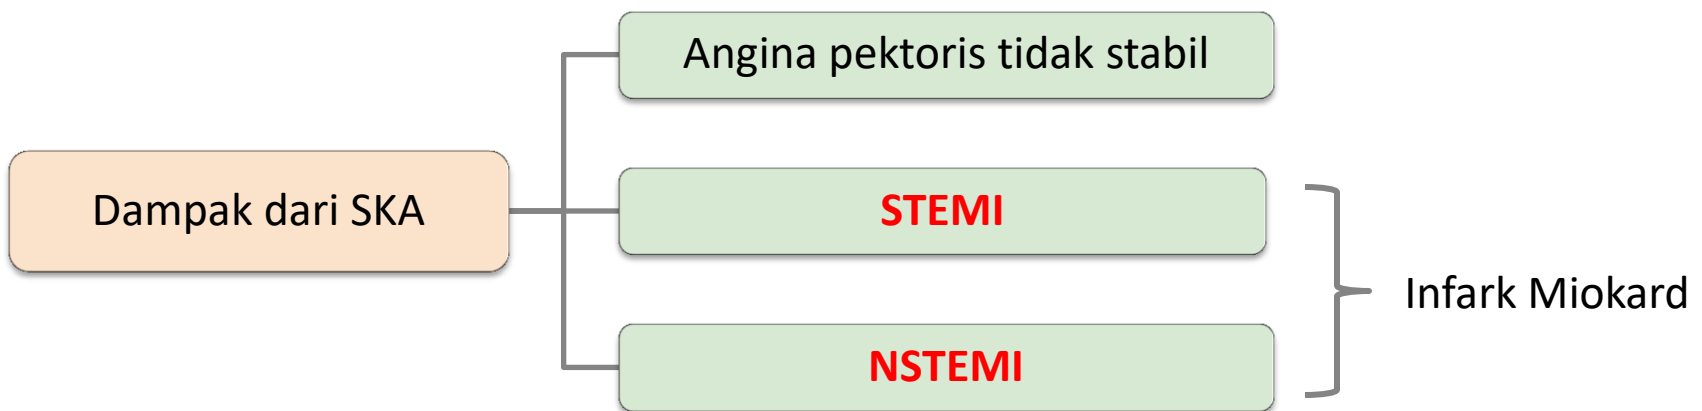 Angina pektoris tidak stabil
Dampak dari SKA
STEMI
Infark Miokard
NSTEMI